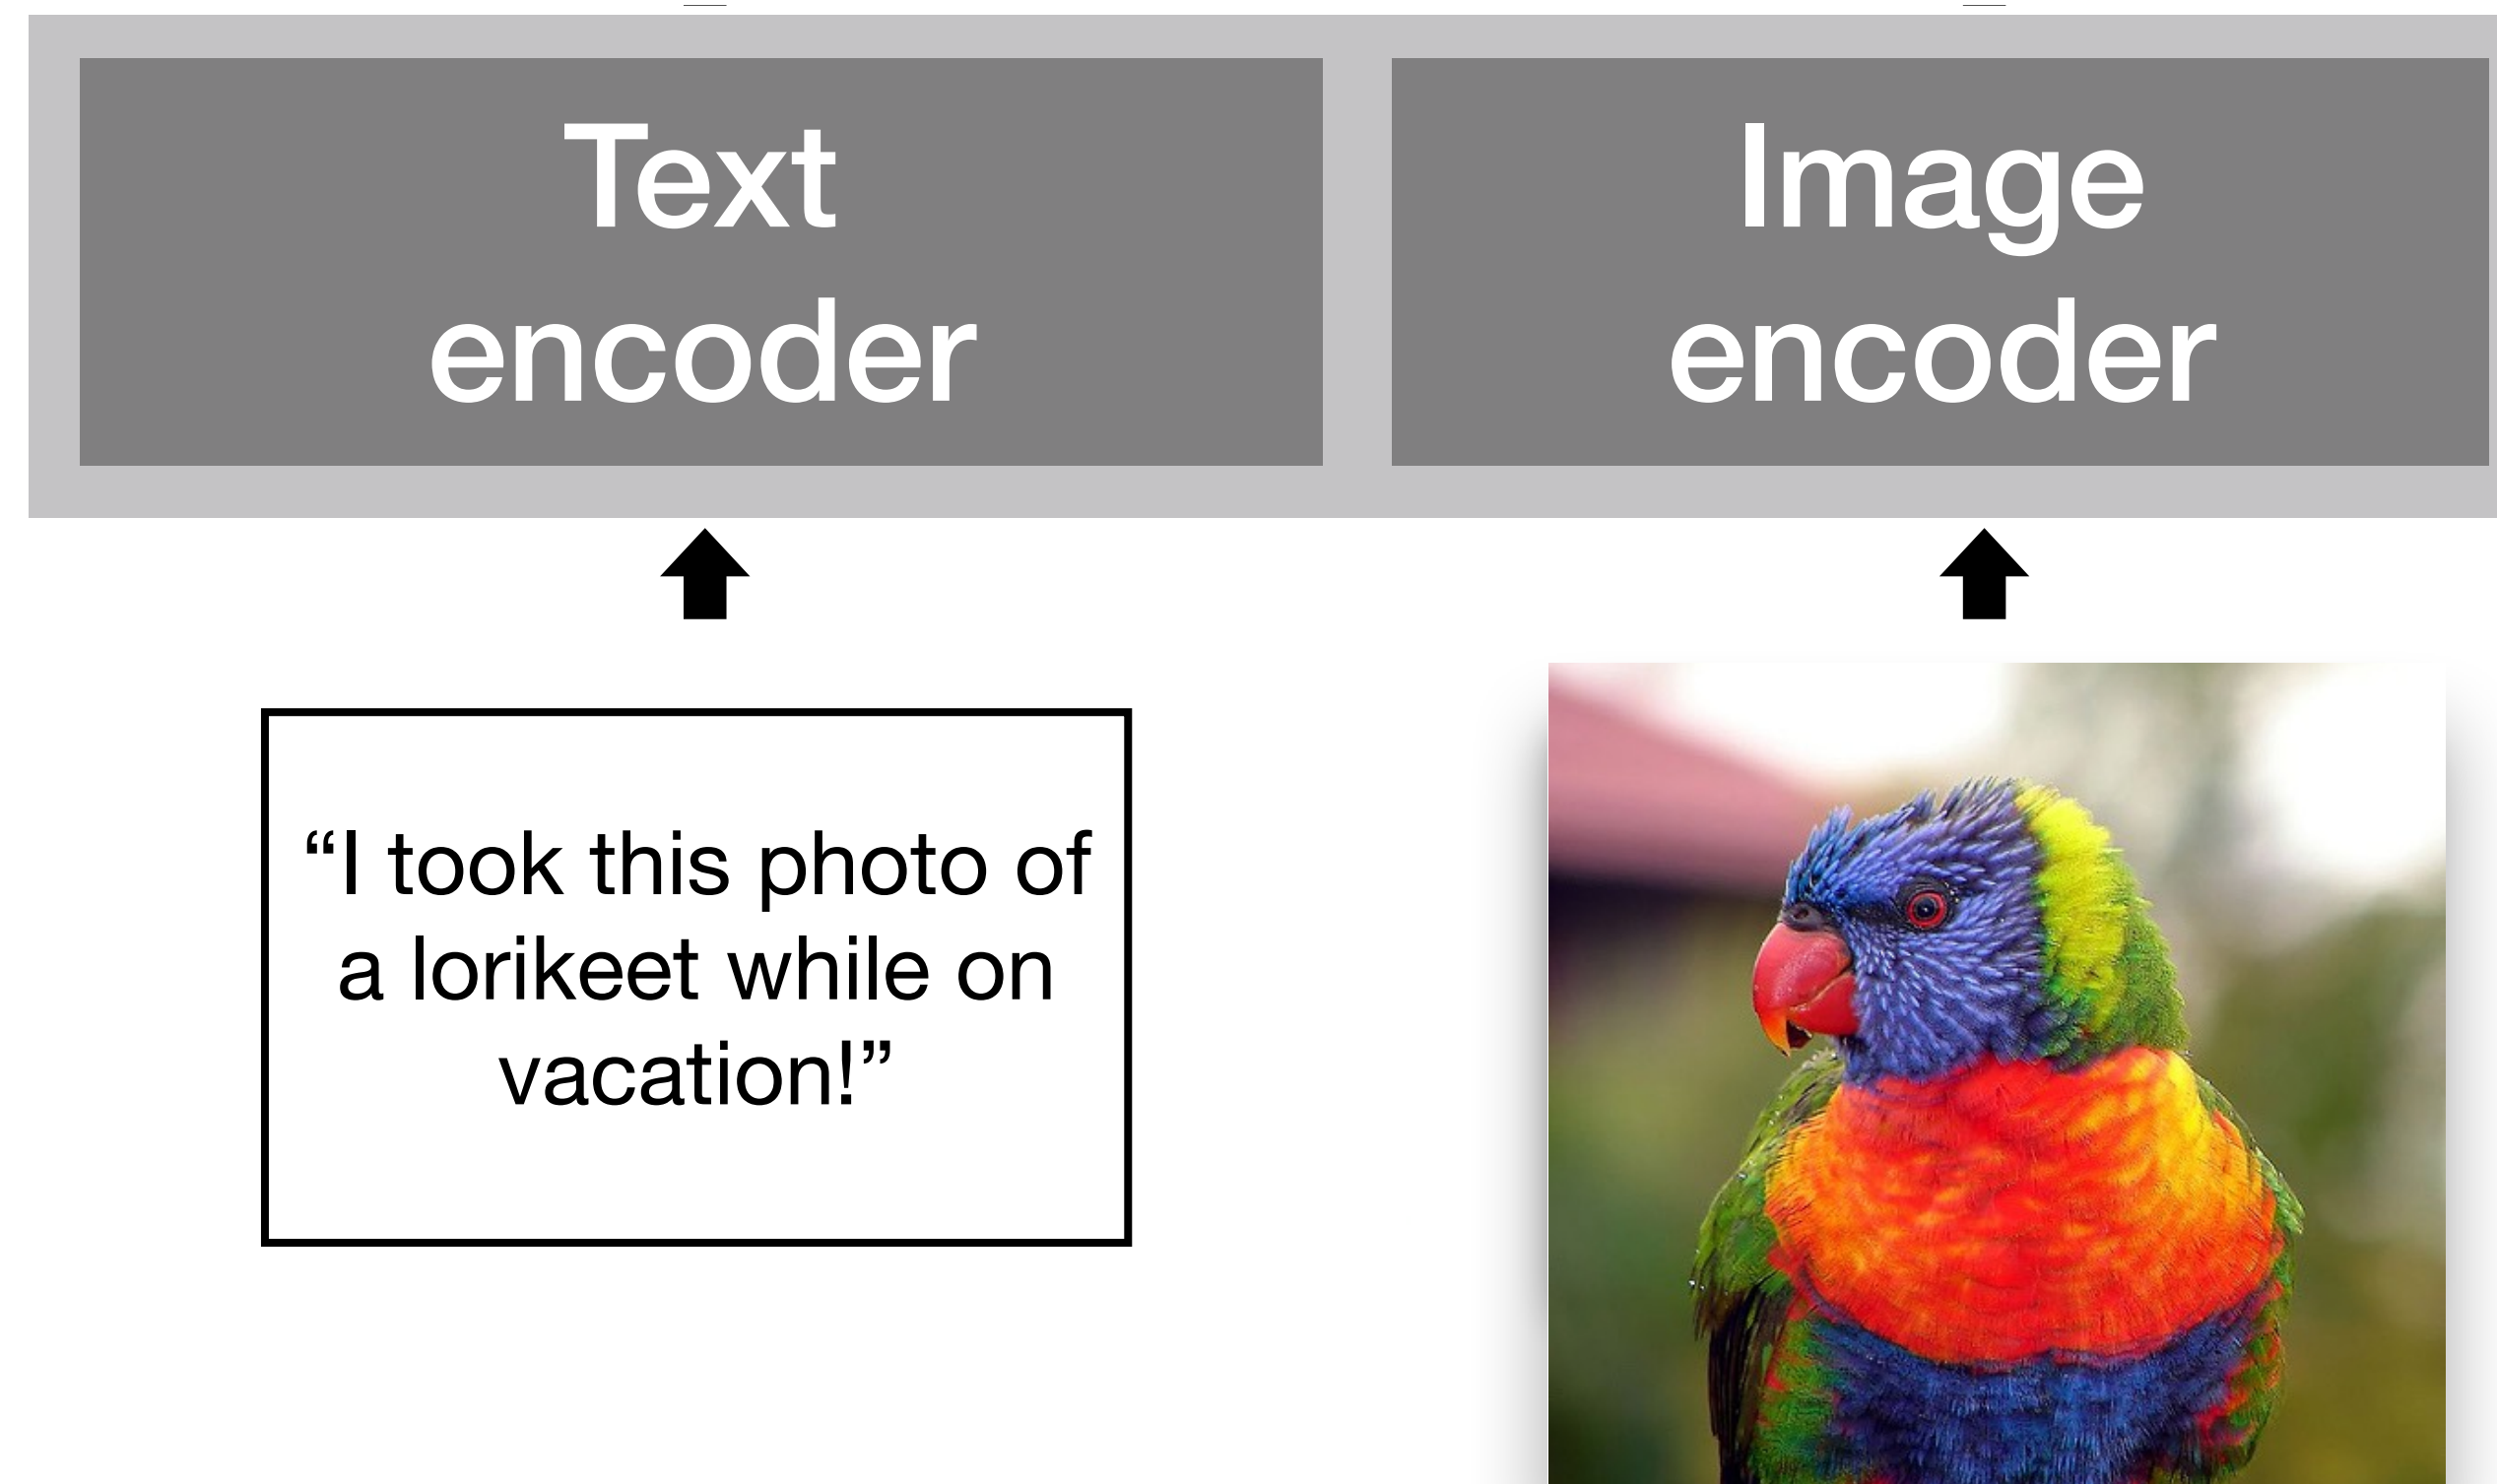 Text
encoder
Image
encoder
“I took this photo of
a lorikeet while on
vacation!”